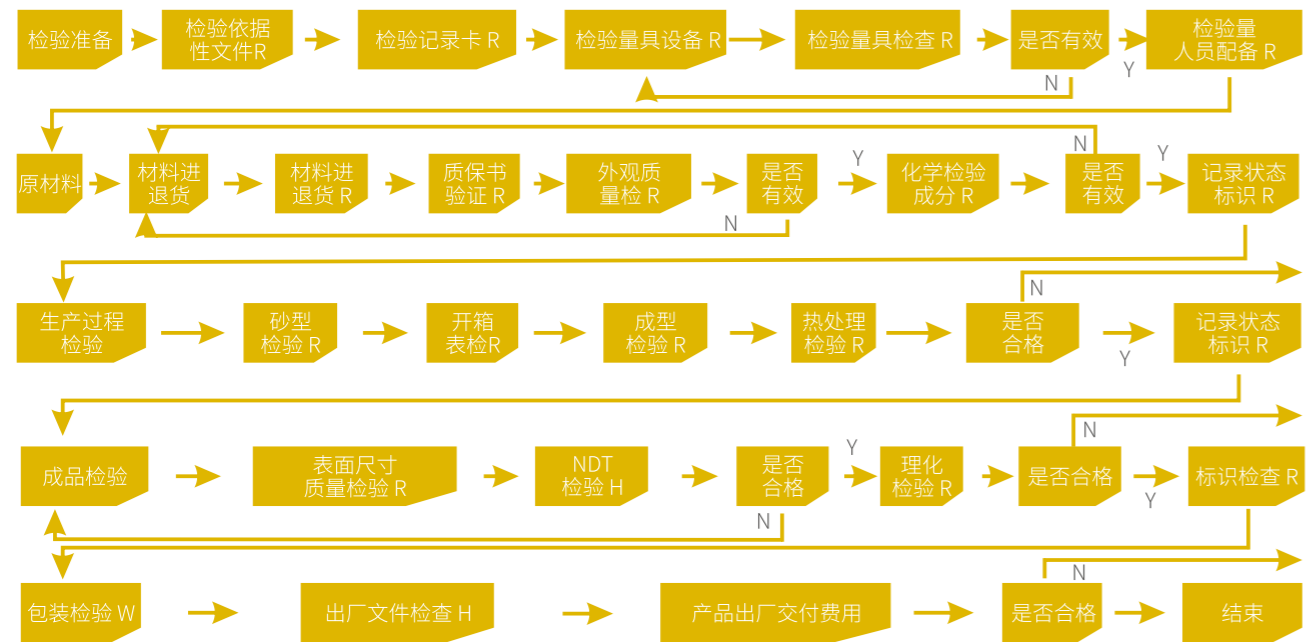 检验准备
检验依据
性文件R
检验记录卡 R
检验量具设备 R
检验量具检查 R
是否有效
检验量
人员配备 R
N
Y
原材料
材料进
退货
材料进
退货 R
质保书
验证 R
外观质
量检 R
是否
有效
Y
化学检验
成分 R
N
是否
有效
Y
记录状态
标识 R
N
生产过程
检验
砂型
检验 R
开箱
表检R
成型
检验 R
热处理
检验 R
N
是否
合格
Y
记录状态
标识 R
成品检验
表面尺寸
质量检验 R
NDT
检验 H
是否
合格
Y
理化
检验 R
N
是否合格
Y
标识检查 R
N
包装检验 W
出厂文件检查 H
产品出厂交付费用
N
是否合格
结束